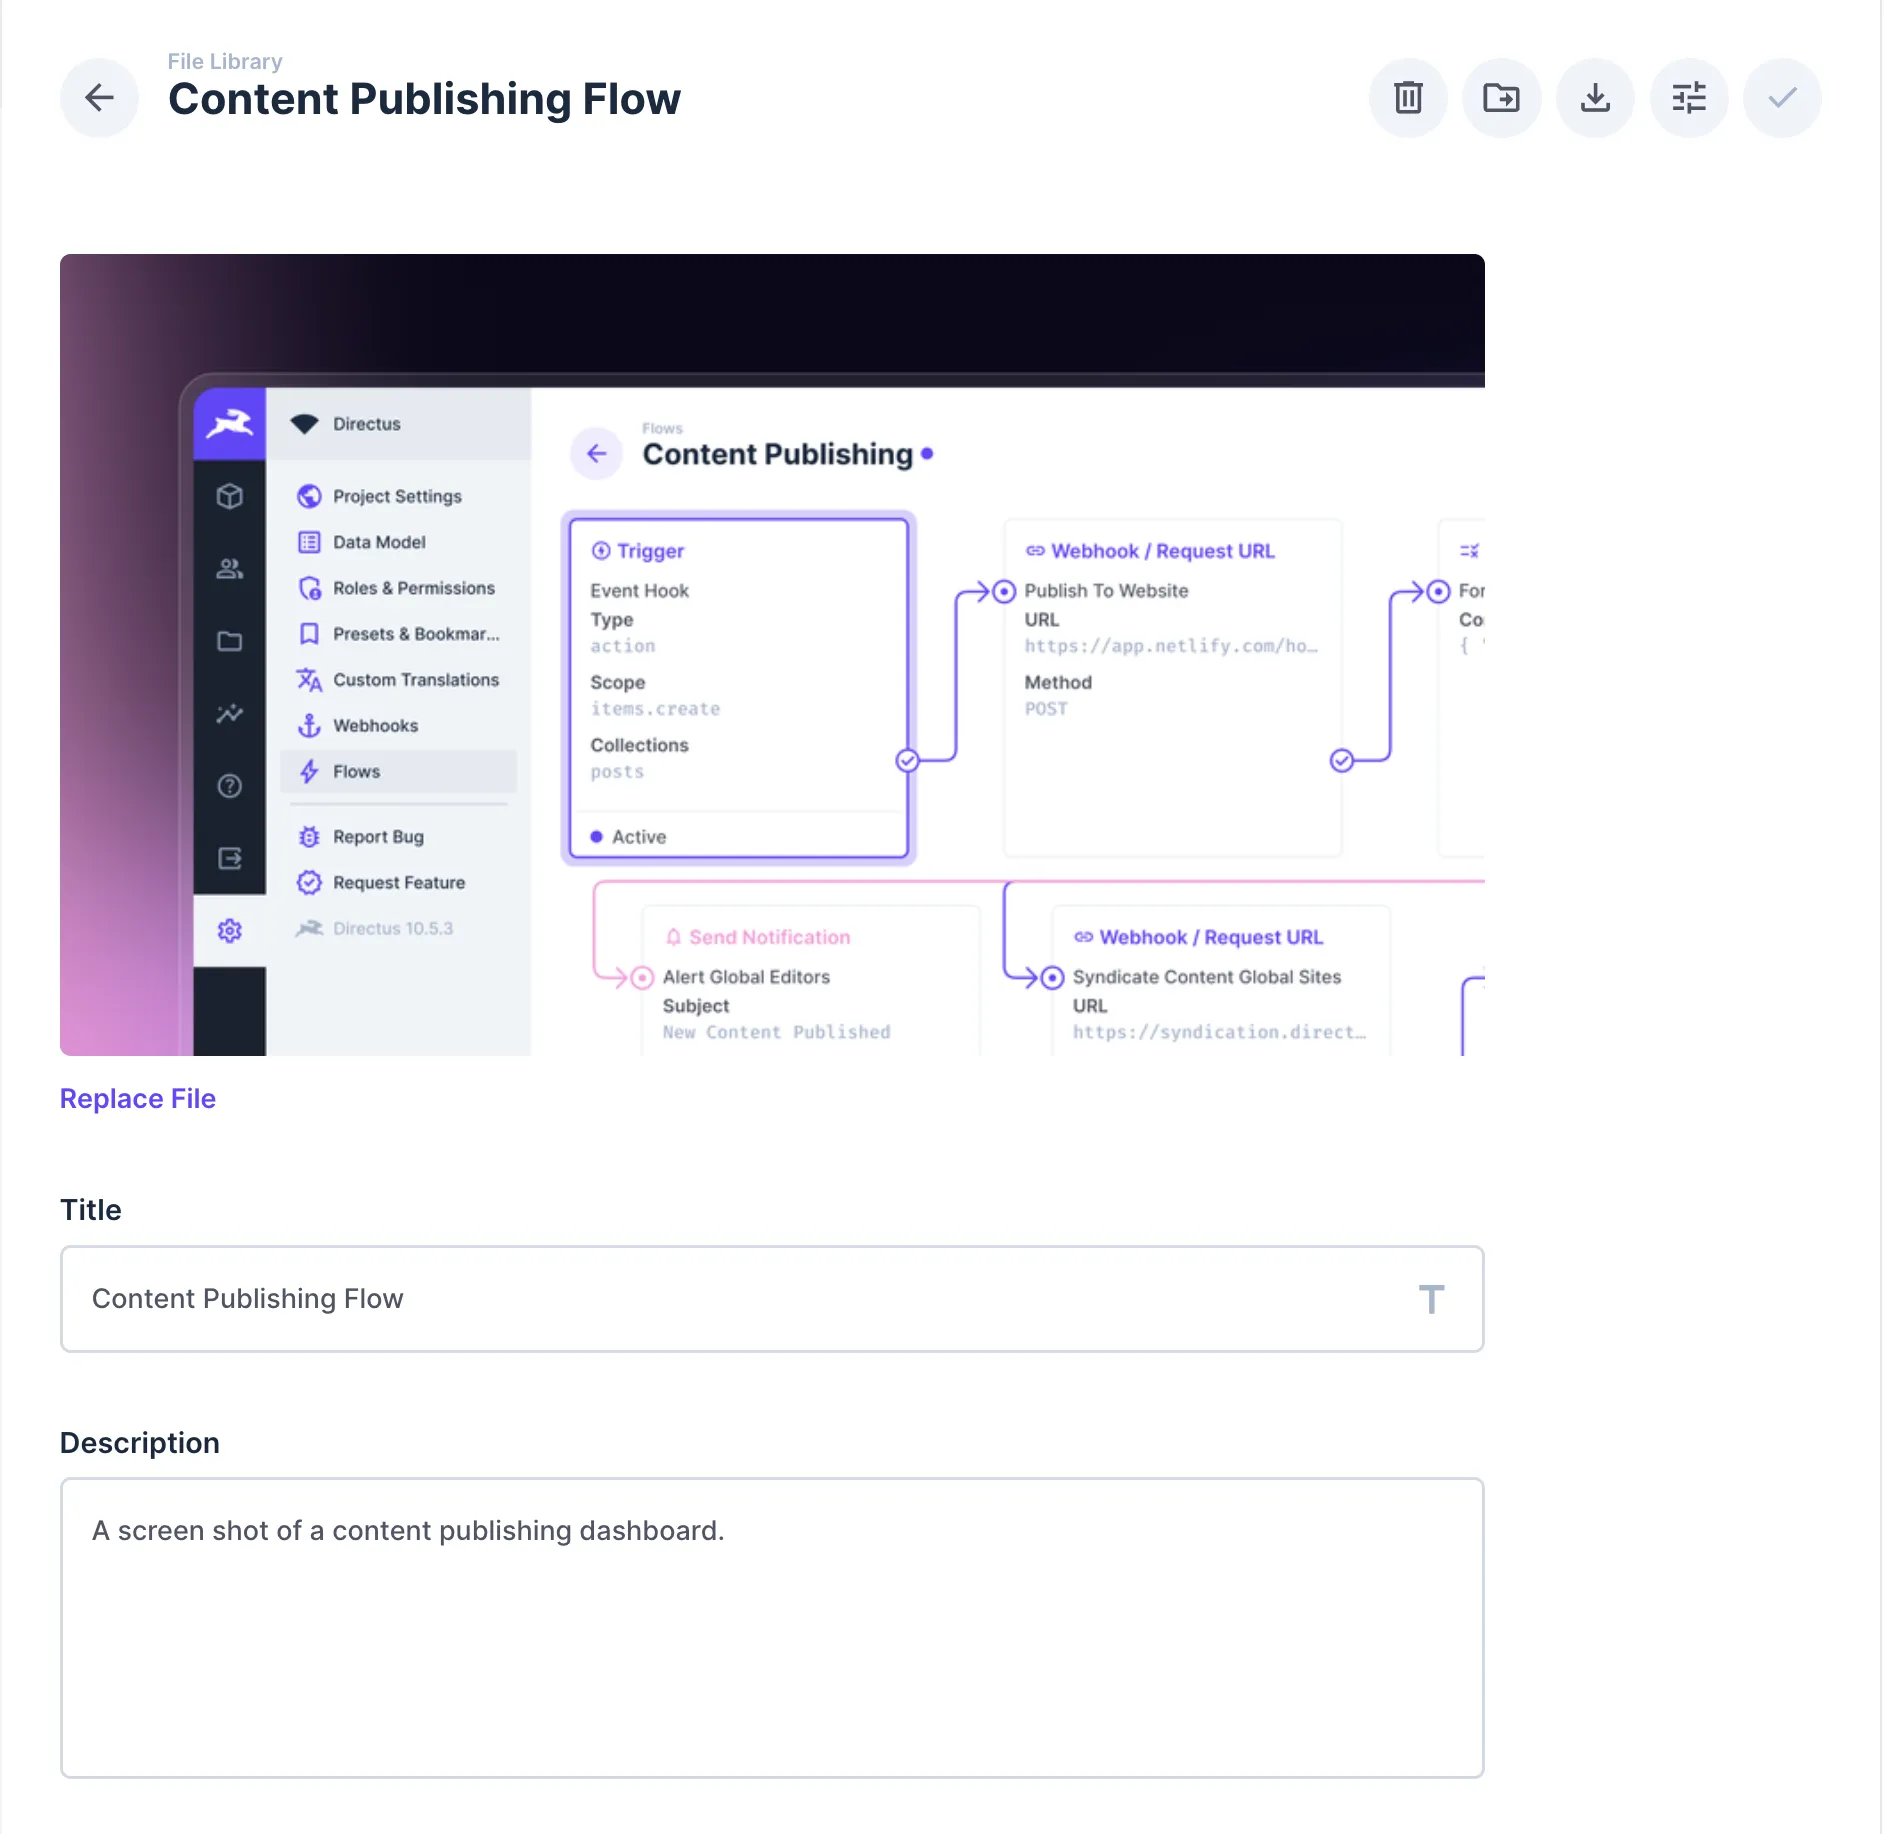 File Library
Content Publishing Flow
Directus
Project Settings
Data Model
Roles & Permissions
Presets & Bookmar...
Custom Translations
Webhooks
Flows
Report Bug
Request Feature
Directus 10.5.3
Flows
Content Publishing
Trigger
Event Hook
Type
action
Scope
items.create
Collections
posts
Active
Webhook / Request URL
Publish To Website
URL
https://app.netlify.com/ho…
Method
POST
For
Co
{
Send Notification
Alert Global Editors
Subject
New Content Published
Webhook / Request URL
Syndicate Content Global Sites
URL
https://syndication.direct…
Replace File
Title
Content Publishing Flow
Description
A screen shot of a content publishing dashboard.